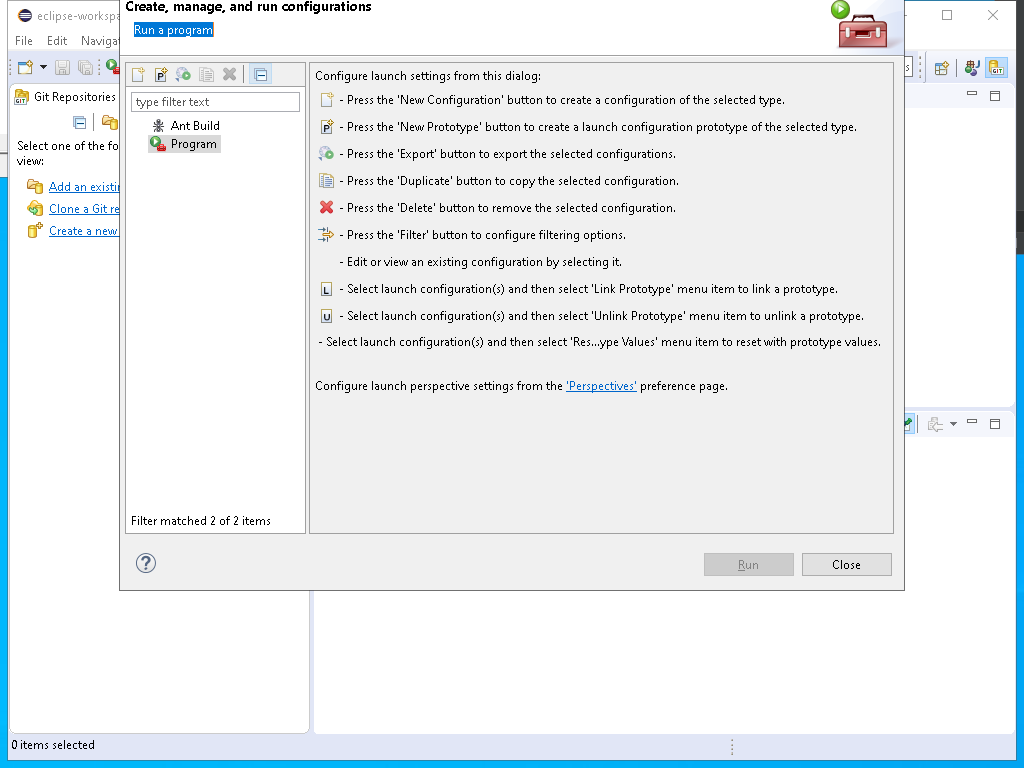 eclipse-workspa
Create, manage, and run configurations
Run a program
File Edit Navigat
type filter text
Ant Build
Program
Filter matched 2 of 2 items
Configure launch settings from this dialog:
- Press the 'New Configuration' button to create a configuration of the selected type.
- Press the 'New Prototype' button to create a launch configuration prototype of the selected type.
- Press the 'Export' button to export the selected configurations.
- Press the 'Duplicate' button to copy the selected configuration.
- Press the 'Delete' button to remove the selected configuration.
- Press the 'Filter' button to configure filtering options.
- Edit or view an existing configuration by selecting it.
- Select launch configuration(s) and then select 'Link Prototype' menu item to link a prototype.
- Select launch configuration(s) and then select 'Unlink Prototype' menu item to unlink a prototype.
- Select launch configuration(s) and then select 'Res...ype Values' menu item to reset with prototype values.
Configure launch perspective settings from the 'Perspectives' preference page.
Run
Close
Git Repositories
Select one of the fo
view:
Add an existin
Clone a Git re
Create a new
0 items selected